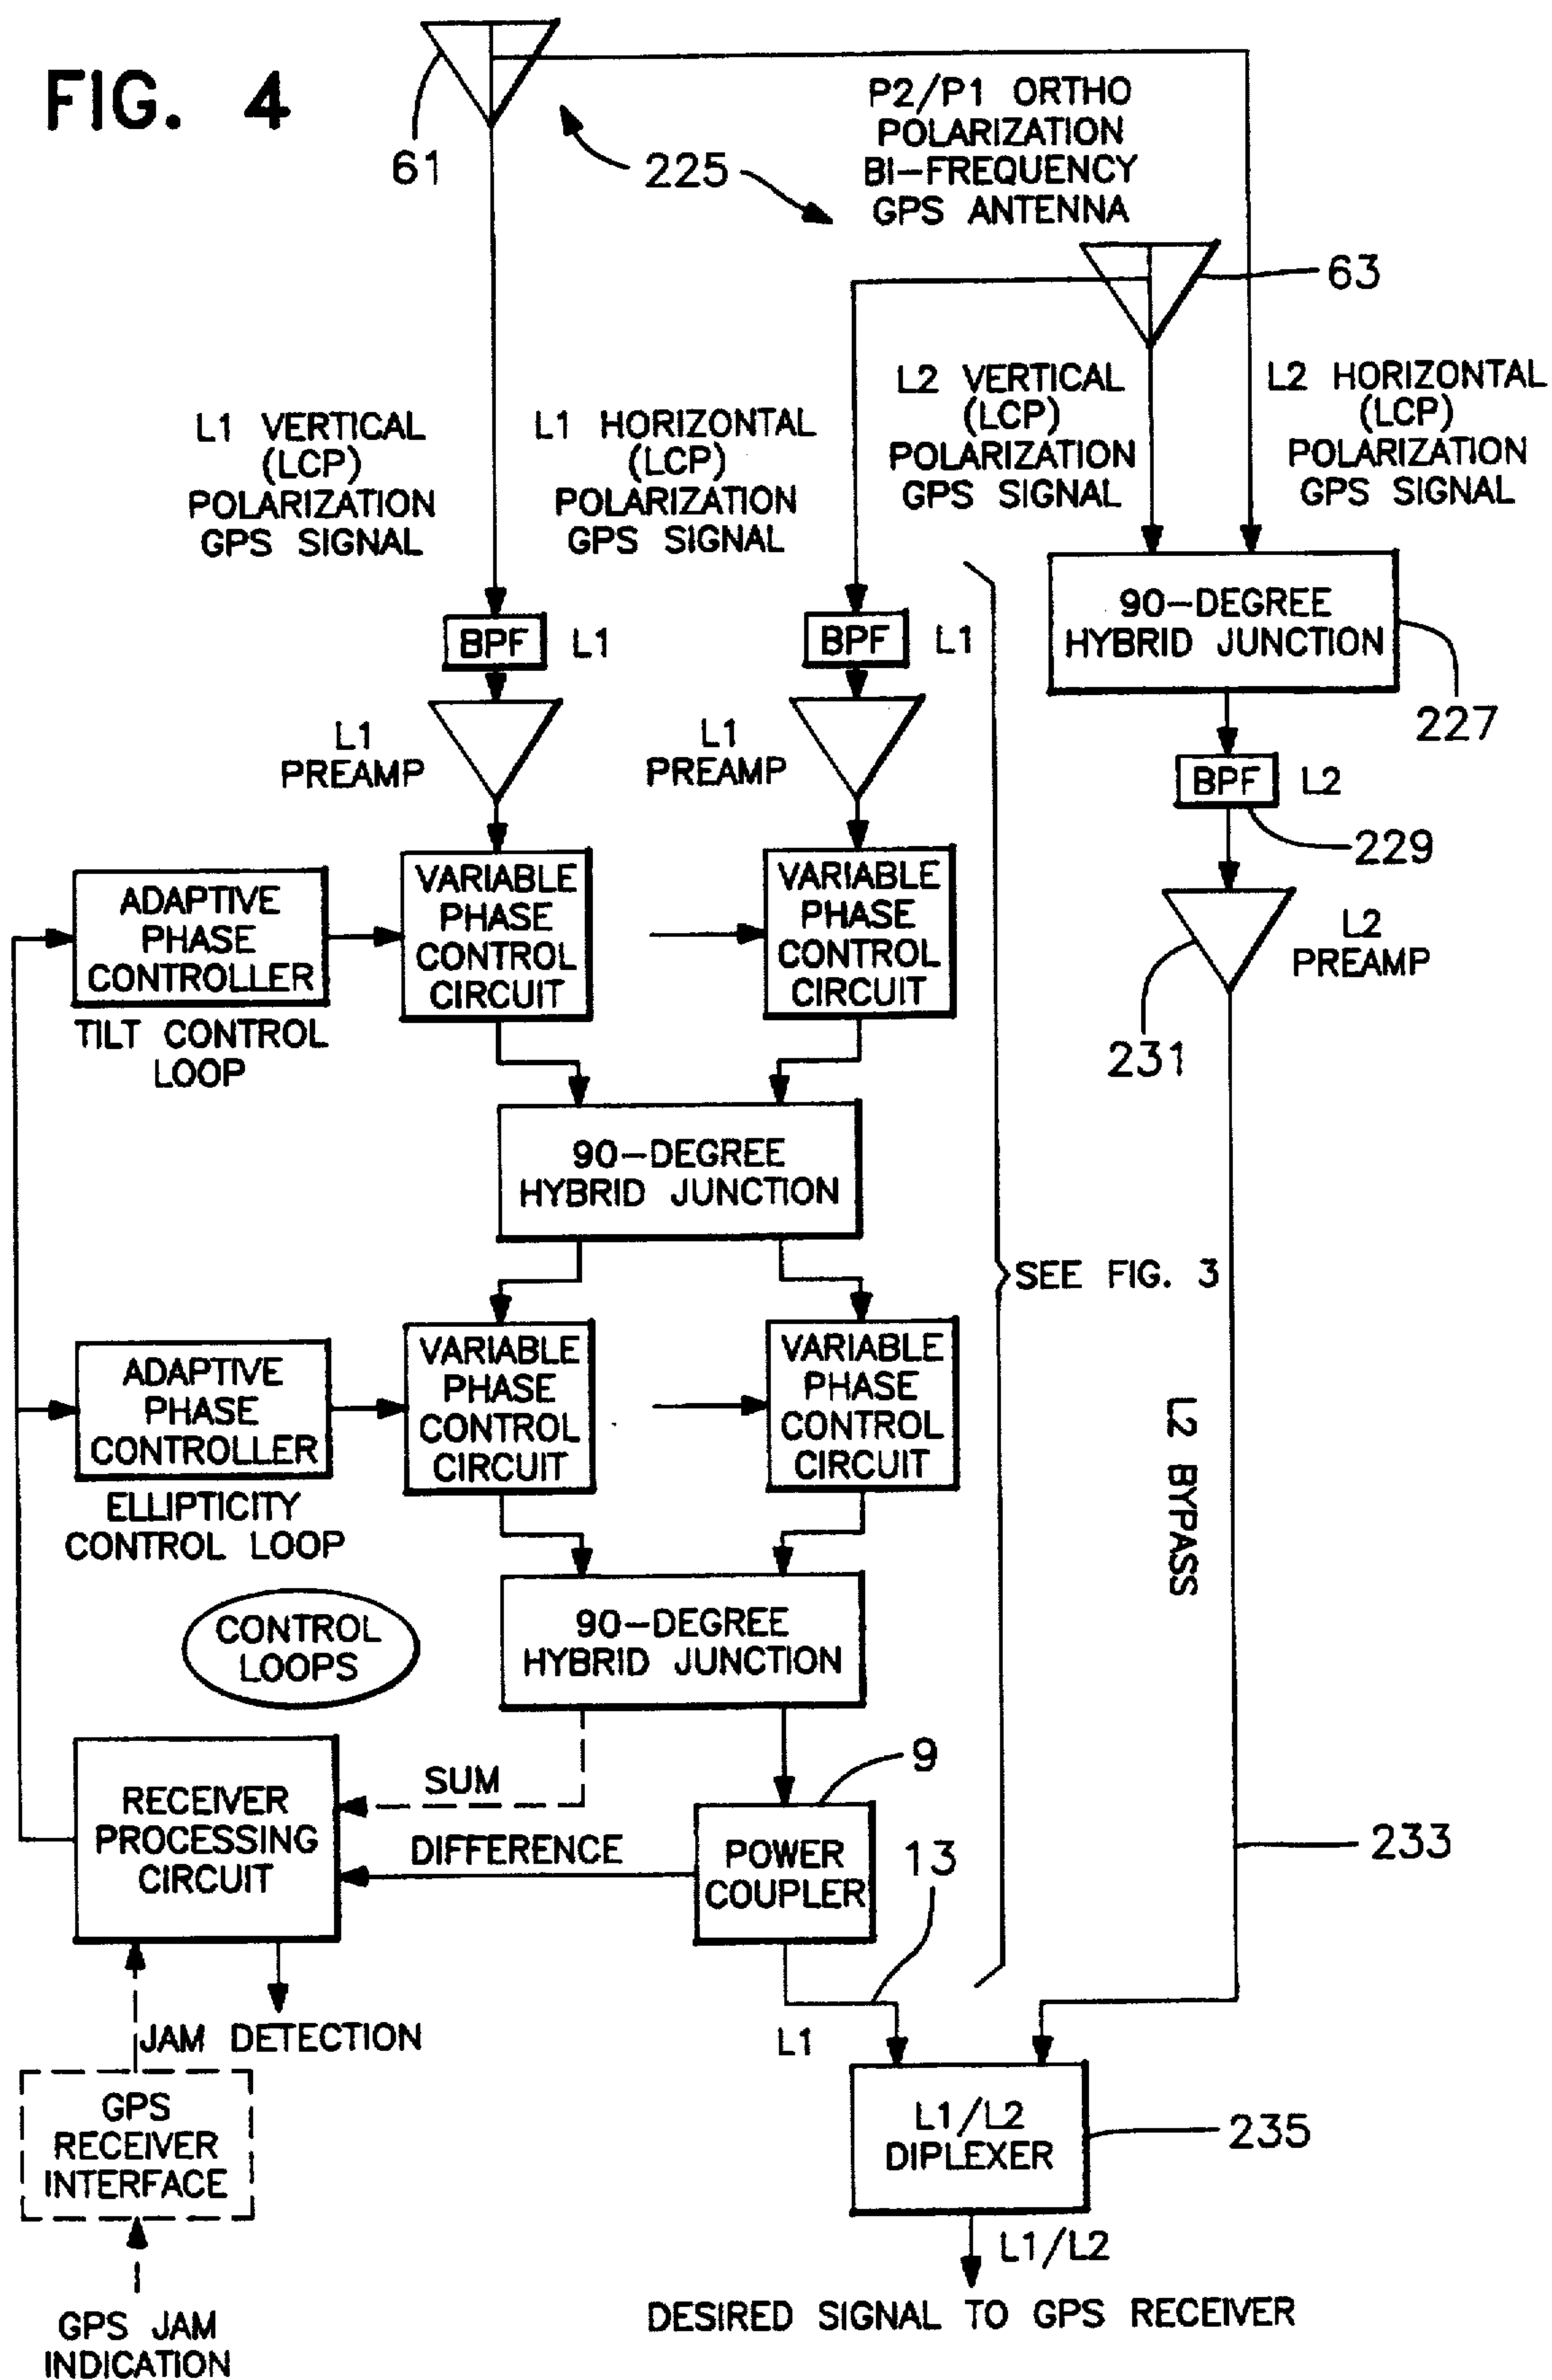 FIG. 4
61
225
P2/P1 ORTHO
POLARIZATION
BI-FREQUENCY
GPS ANTENNA
63
L1 VERTICAL
(LCP)
POLARIZATION
GPS SIGNAL
L1 HORIZONTAL
(LCP)
POLARIZATION
GPS SIGNAL
L2 VERTICAL
(LCP)
POLARIZATION
GPS SIGNAL
L2 HORIZONTAL
(LCP)
POLARIZATION
GPS SIGNAL
BPF
L1
BPF
L1
90-DEGREE
HYBRID JUNCTION
227
L1
PREAMP
L1
PREAMP
BPF
L2
229
ADAPTIVE
PHASE
CONTROLLER
TILT CONTROL
LOOP
VARIABLE
PHASE
CONTROL
CIRCUIT
VARIABLE
PHASE
CONTROL
CIRCUIT
L2
PREAMP
231
90-DEGREE
HYBRID JUNCTION
SEE FIG. 3
ADAPTIVE
PHASE
CONTROLLER
ELLIPTICITY
CONTROL LOOP
VARIABLE
PHASE
CONTROL
CIRCUIT
VARIABLE
PHASE
CONTROL
CIRCUIT
L2 BYPASS
CONTROL
LOOPS
90-DEGREE
HYBRID JUNCTION
RECEIVER
PROCESSING
CIRCUIT
SUM
DIFFERENCE
9
POWER
COUPLER
13
233
JAM DETECTION
L1
GPS
RECEIVER
INTERFACE
L1/L2
DIPLEXER
235
L1/L2
GPS JAM
INDICATION
DESIRED SIGNAL TO GPS RECEIVER